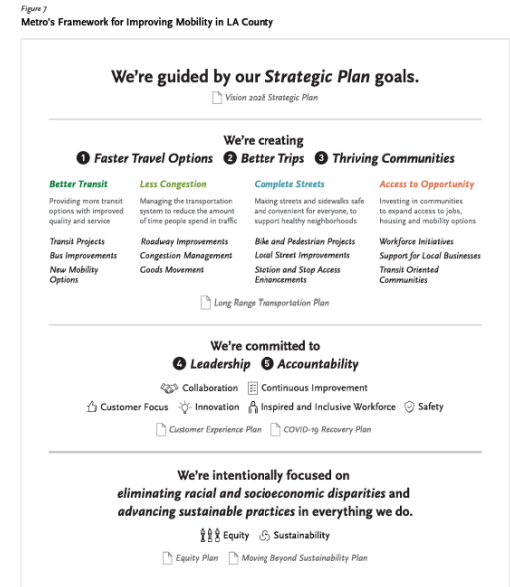 Figure 7
Metro's Framework for Improving Mobility in LA County
We're guided by our Strategic Plan goals.
Vision 2028 Strategic Plan
We're creating
1 Faster Travel Options 2 Better Trips 3 Thriving Communities
Better Transit
Providing more transit
options with improved
quality and service
Transit Projects
Bus Improvements
New Mobility
Options
Less Congestion
Managing the transportation
system to reduce the amount
of time people spend in traffic
Roadway Improvements
Congestion Management
Goods Movement
Complete Streets
Making streets and sidewalks safe
and convenient for everyone, to
support healthy neighborhoods
Bike and Pedestrian Projects
Local Street Improvements
Station and Stop Access
Enhancements
Access to Opportunity
Investing in communities
to expand access to jobs,
housing and mobility options
Workforce Initiatives
Support for Local Businesses
Transit Oriented
Communities
Long Range Transportation Plan
We're committed to
4 Leadership 5 Accountability
Collaboration Continuous Improvement
Customer Focus Innovation Inspired and Inclusive Workforce Safety
Customer Experience Plan COVID-19 Recovery Plan
We're intentionally focused on
eliminating racial and socioeconomic disparities and
advancing sustainable practices in everything we do.
Equity Sustainability
Equity Plan Moving Beyond Sustainability Plan